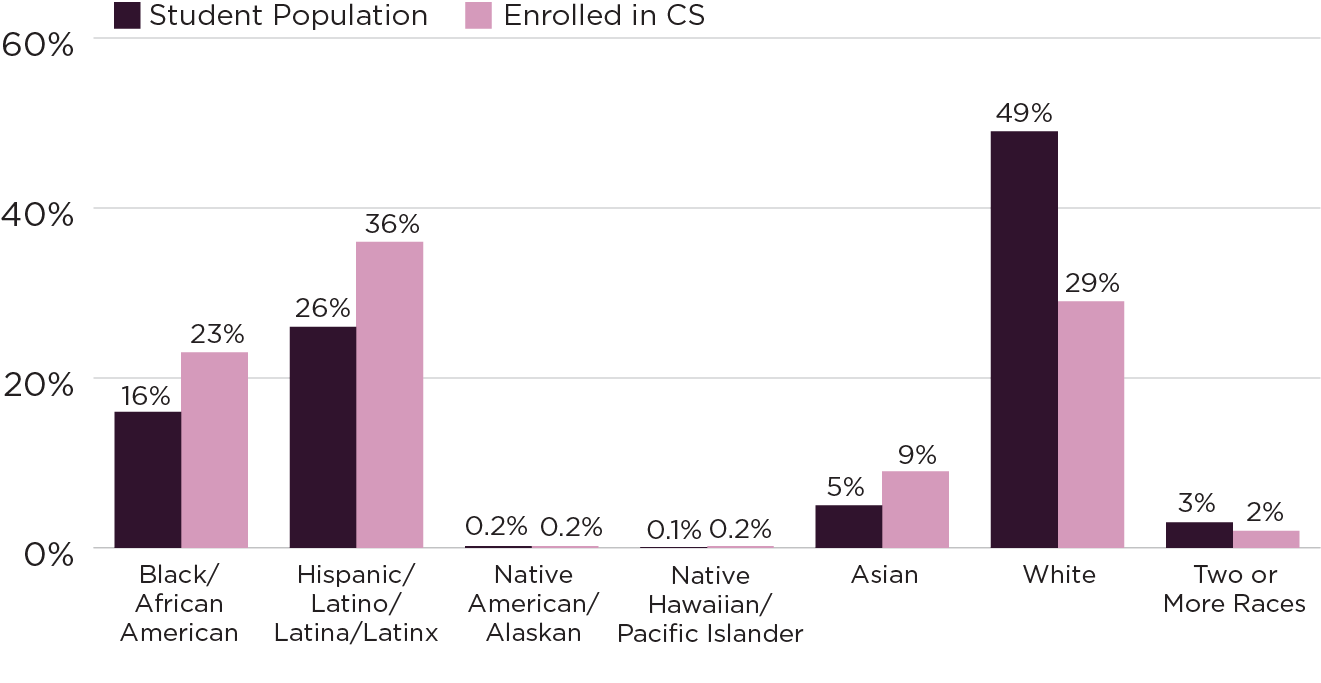 Student Population Enrolled in CS
60%
49%
40%
36%
29%
26%
23%
20%
16%
9%
5%
3%
2%
0.2% 0.2%
0.1% 0.2%
0%
Black/
African
American
Hispanic/
Latino/
Latina/Latinx
Native
American/
Alaskan
Native
Hawaiian/
Pacific Islander
Asian
White
Two or
More Races